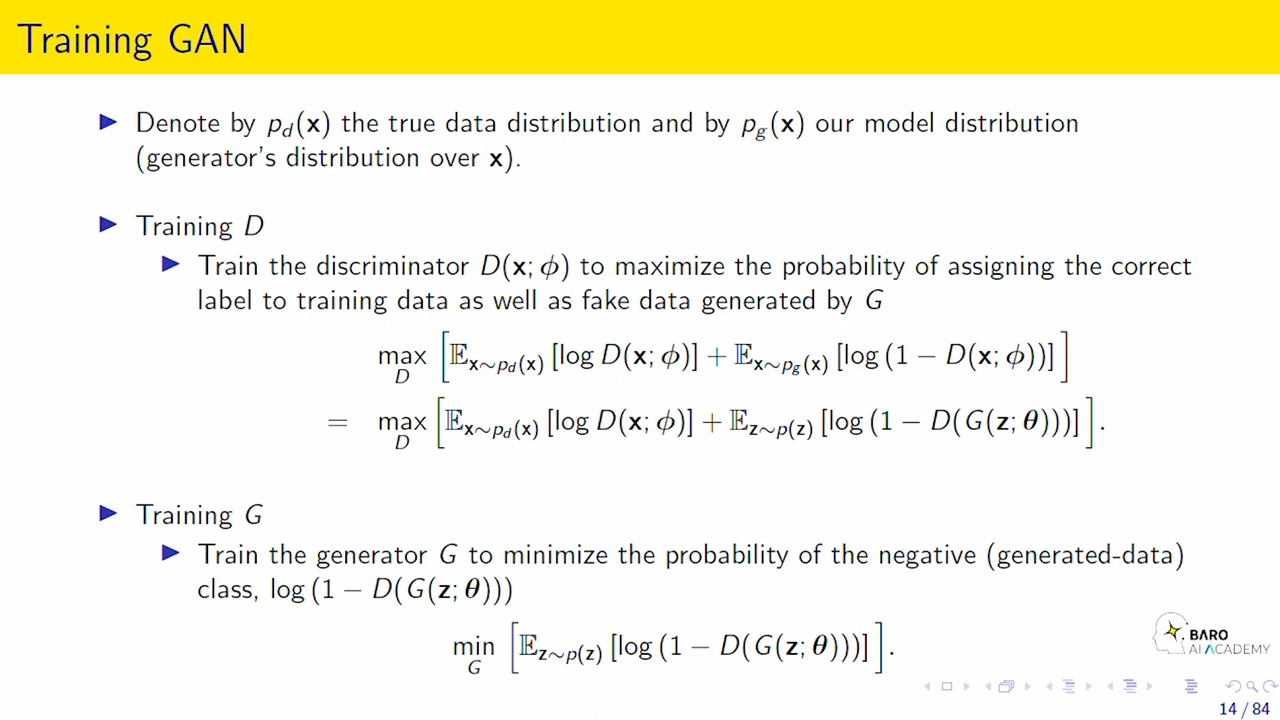 Training GAN
▶ Denote by p_d(𝐱) the true data distribution and by p_g(𝐱) our model distribution
(generator's distribution over 𝐱).
▶ Training D
▶ Train the discriminator D(𝐱; ϕ) to maximize the probability of assigning the correct
label to training data as well as fake data generated by G
max_D [𝔼_{𝐱∼p_d(𝐱)} [log D(𝐱; ϕ)] + 𝔼_{𝐱∼p_g(𝐱)} [log (1 − D(𝐱; ϕ))]]
= max_D [𝔼_{𝐱∼p_d(𝐱)} [log D(𝐱; ϕ)] + 𝔼_{𝐳∼p(𝐳)} [log (1 − D(G(𝐳; 𝜽)))]].
▶ Training G
▶ Train the generator G to minimize the probability of the negative (generated-data)
class, log (1 − D(G(𝐳; 𝜽)))
min_G [𝔼_{𝐳∼p(𝐳)} [log (1 − D(G(𝐳; 𝜽)))]].
BARO
AI ACADEMY
14 / 84